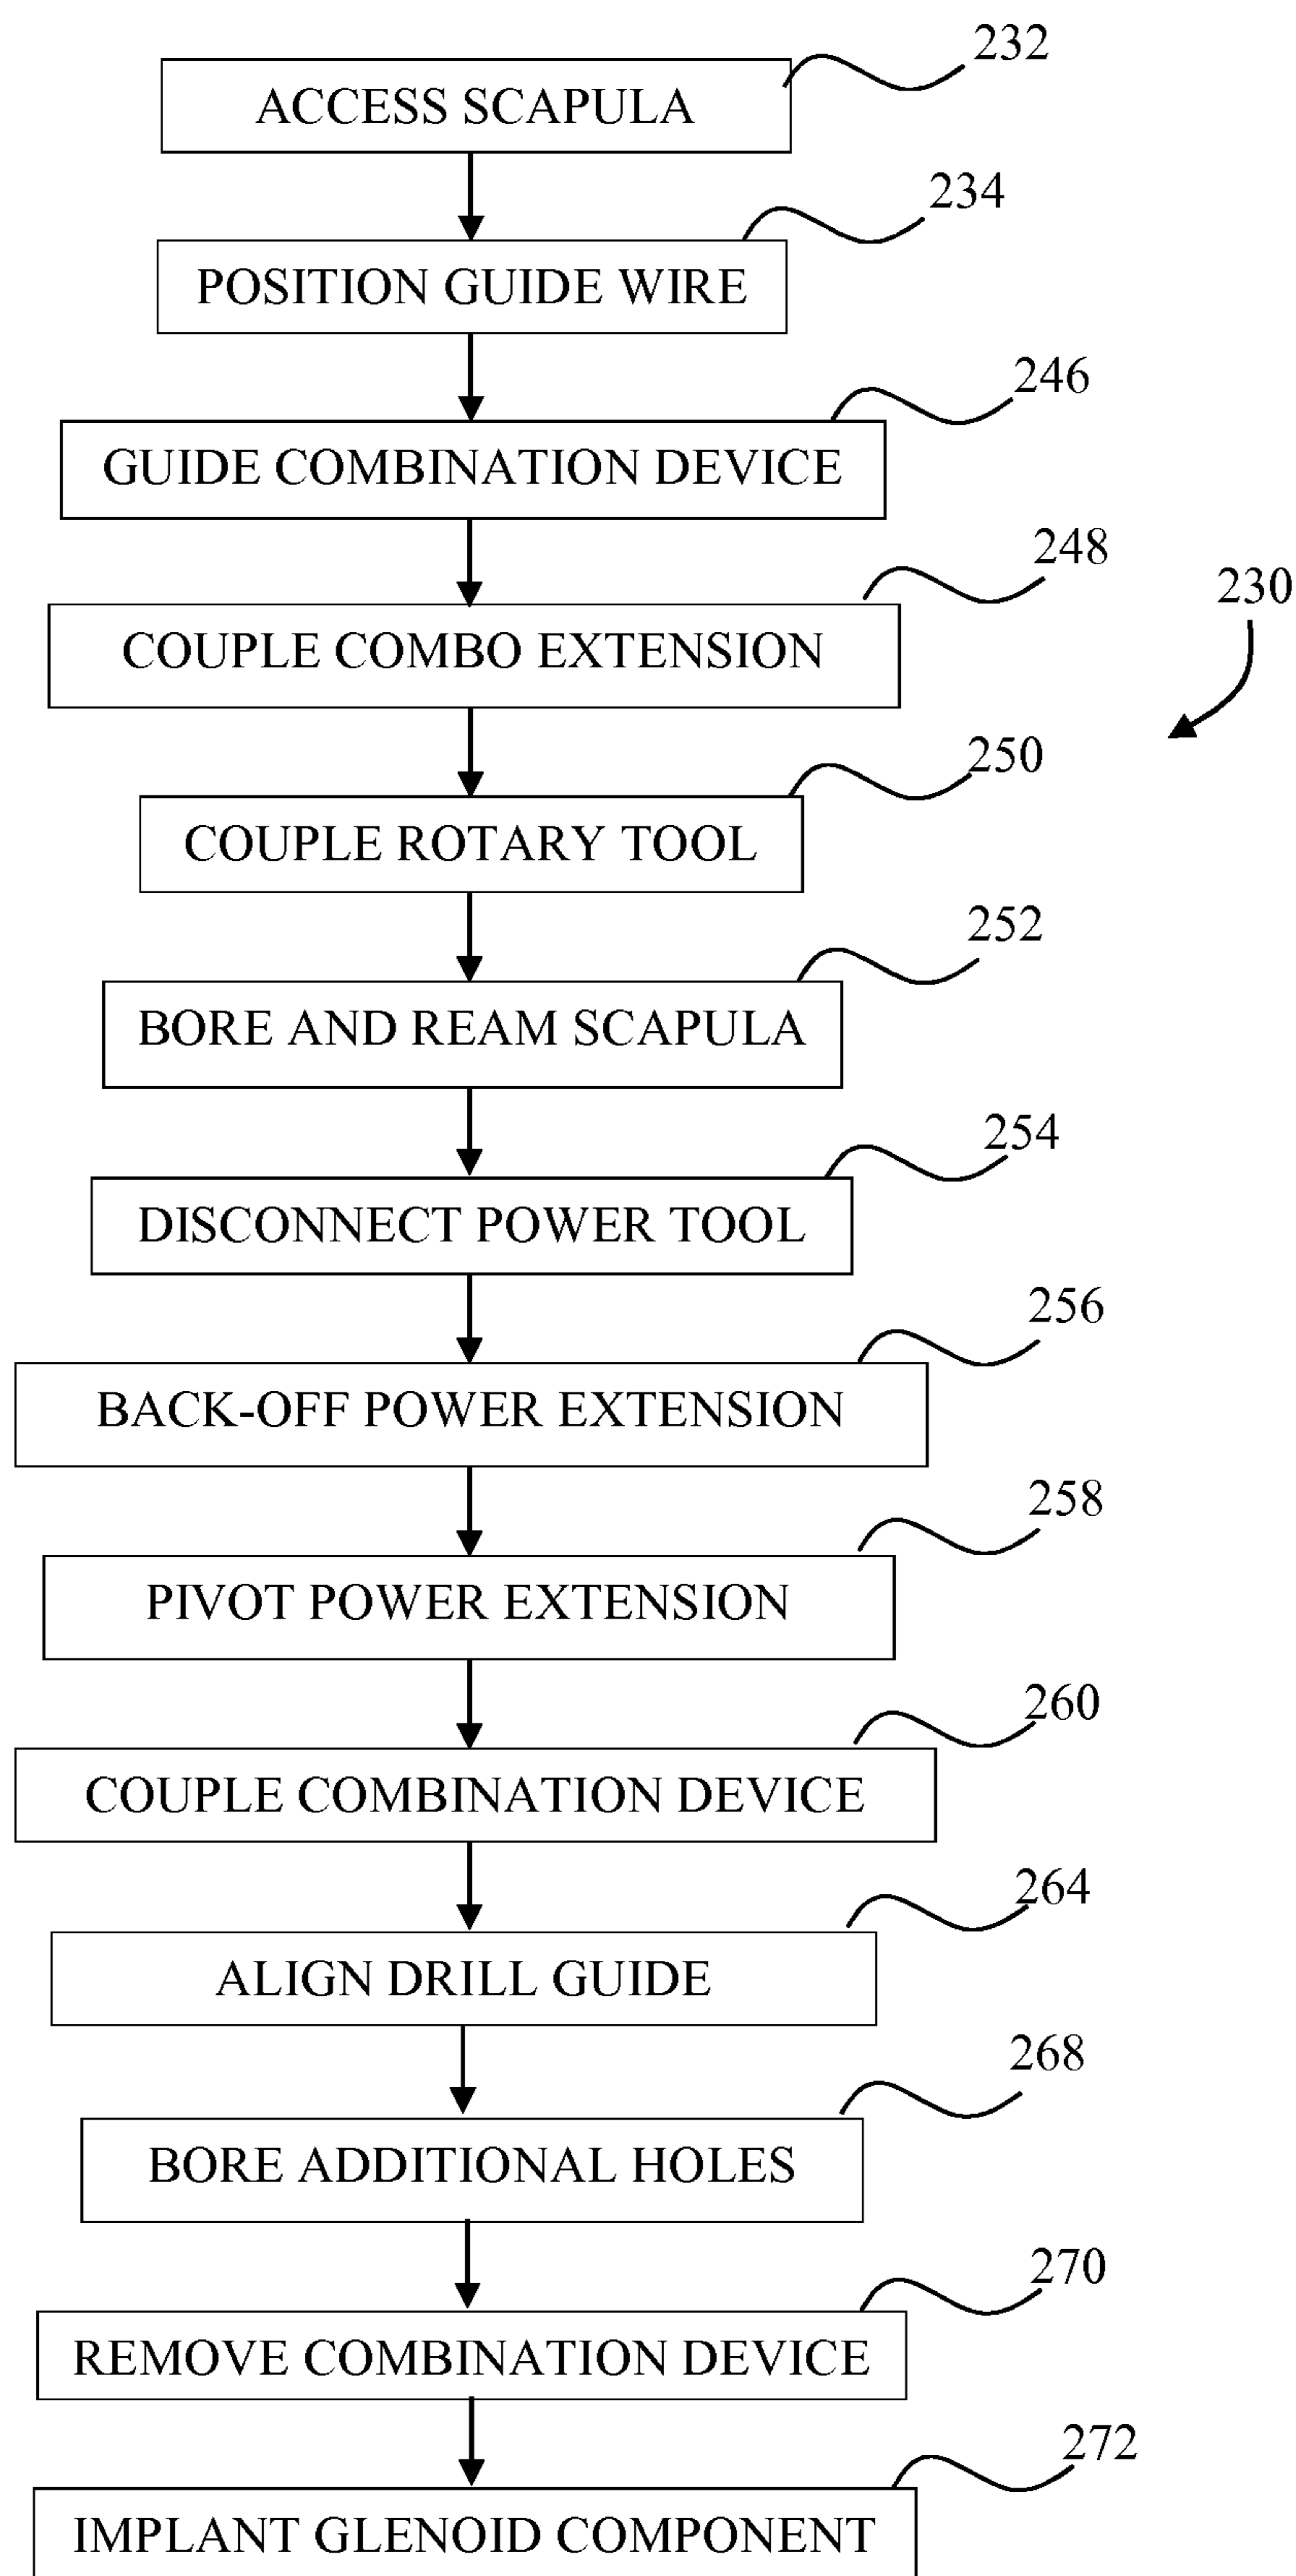 232
ACCESS SCAPULA
234
POSITION GUIDE WIRE
246
GUIDE COMBINATION DEVICE
248
COUPLE COMBO EXTENSION
230
250
COUPLE ROTARY TOOL
252
BORE AND REAM SCAPULA
254
DISCONNECT POWER TOOL
256
BACK-OFF POWER EXTENSION
258
PIVOT POWER EXTENSION
260
COUPLE COMBINATION DEVICE
264
ALIGN DRILL GUIDE
268
BORE ADDITIONAL HOLES
270
REMOVE COMBINATION DEVICE
272
IMPLANT GLENOID COMPONENT